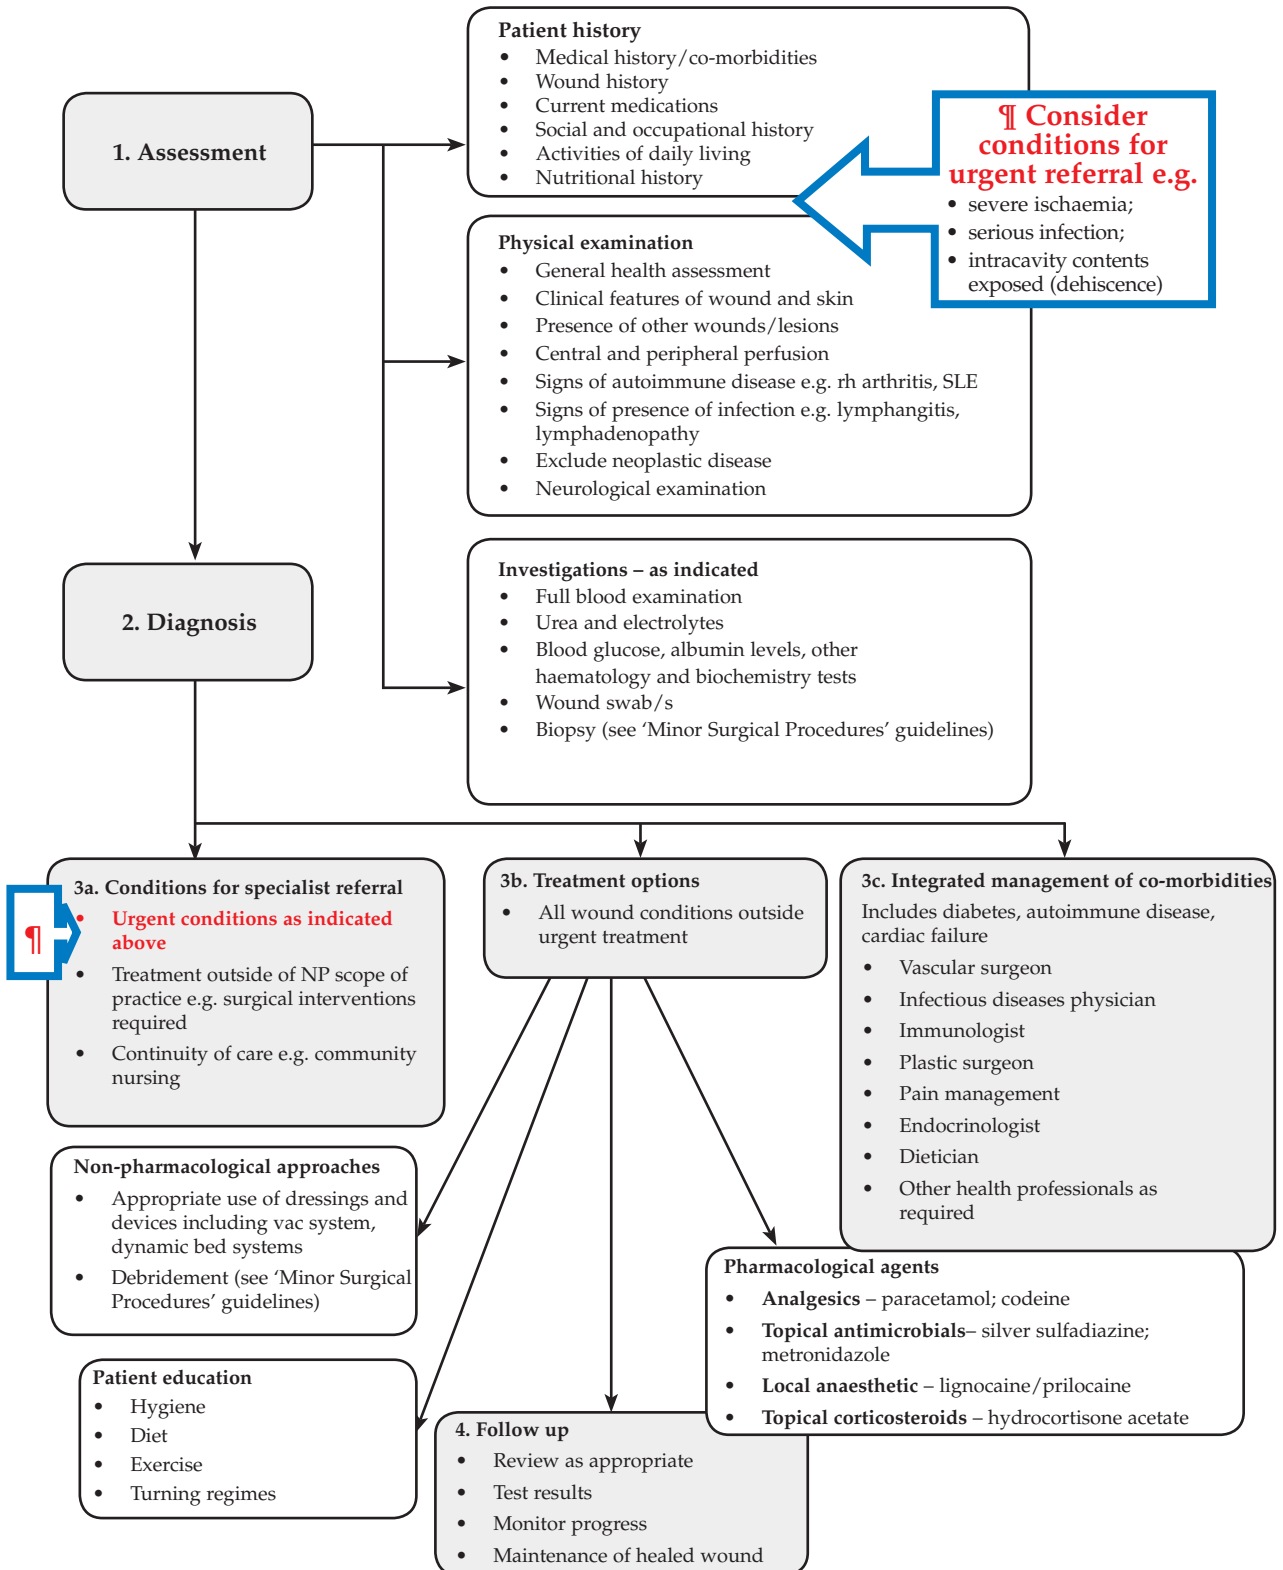 Patient history
• Medical history/co-morbidities
• Wound history
• Current medications
• Social and occupational history
• Activities of daily living
• Nutritional history
1. Assessment
¶ Consider
conditions for
urgent referral e.g.
• severe ischaemia;
• serious infection;
• intracavity contents
exposed (dehiscence)
Physical examination
• General health assessment
• Clinical features of wound and skin
• Presence of other wounds/lesions
• Central and peripheral perfusion
• Signs of autoimmune disease e.g. rh arthritis, SLE
• Signs of presence of infection e.g. lymphangitis,
lymphadenopathy
• Exclude neoplastic disease
• Neurological examination
2. Diagnosis
Investigations – as indicated
• Full blood examination
• Urea and electrolytes
• Blood glucose, albumin levels, other
haematology and biochemistry tests
• Wound swab/s
• Biopsy (see ‘Minor Surgical Procedures’ guidelines)
¶
3a. Conditions for specialist referral
• Urgent conditions as indicated
above
• Treatment outside of NP scope of
practice e.g. surgical interventions
required
• Continuity of care e.g. community
nursing
3b. Treatment options
• All wound conditions outside
urgent treatment
3c. Integrated management of co-morbidities
Includes diabetes, autoimmune disease,
cardiac failure
• Vascular surgeon
• Infectious diseases physician
• Immunologist
• Plastic surgeon
• Pain management
• Endocrinologist
• Dietician
• Other health professionals as
required
Non-pharmacological approaches
• Appropriate use of dressings and
devices including vac system,
dynamic bed systems
• Debridement (see ‘Minor Surgical
Procedures’ guidelines)
Pharmacological agents
• Analgesics – paracetamol; codeine
• Topical antimicrobials– silver sulfadiazine;
metronidazole
• Local anaesthetic – lignocaine/prilocaine
• Topical corticosteroids – hydrocortisone acetate
Patient education
• Hygiene
• Diet
• Exercise
• Turning regimes
4. Follow up
• Review as appropriate
• Test results
• Monitor progress
• Maintenance of healed wound